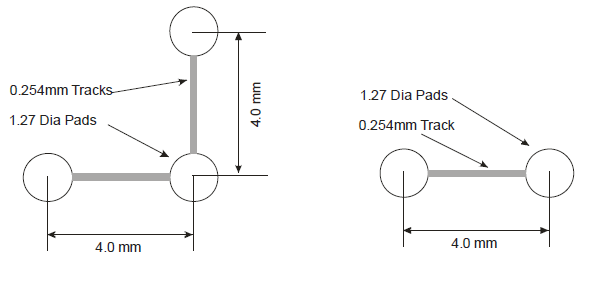 0.254mm Tracks
1.27 Dia Pads
4.0 mm
4.0 mm
1.27 Dia Pads
0.254mm Track
4.0 mm